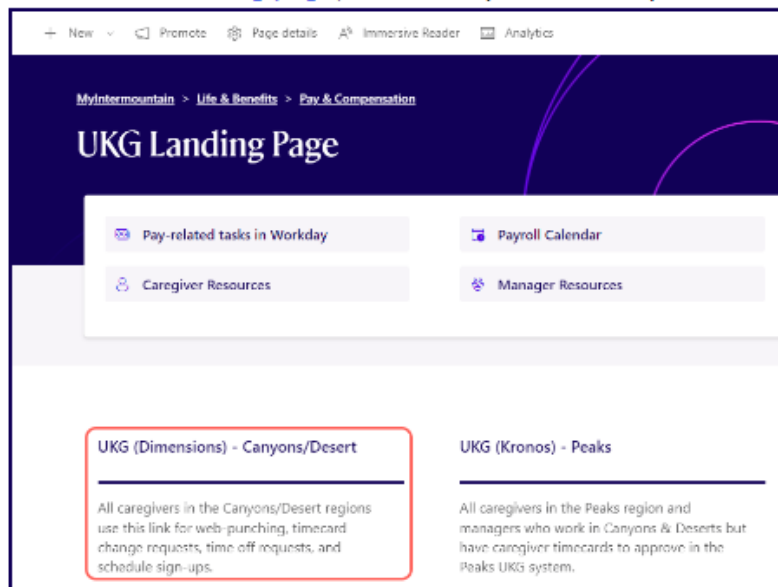 + New Promote Page details Immersive Reader Analytics
MyIntermountain > Life & Benefits > Pay & Compensation
UKG Landing Page
Pay-related tasks in Workday
Payroll Calendar
Caregiver Resources
Manager Resources
UKG (Dimensions) - Canyons/Desert
All caregivers in the Canyons/Desert regions
use this link for web-punching, timecard
change requests, time off requests, and
schedule sign-ups.
UKG (Kronos) - Peaks
All caregivers in the Peaks region and
managers who work in Canyons & Deserts but
have caregiver timecards to approve in the
Peaks UKG system.